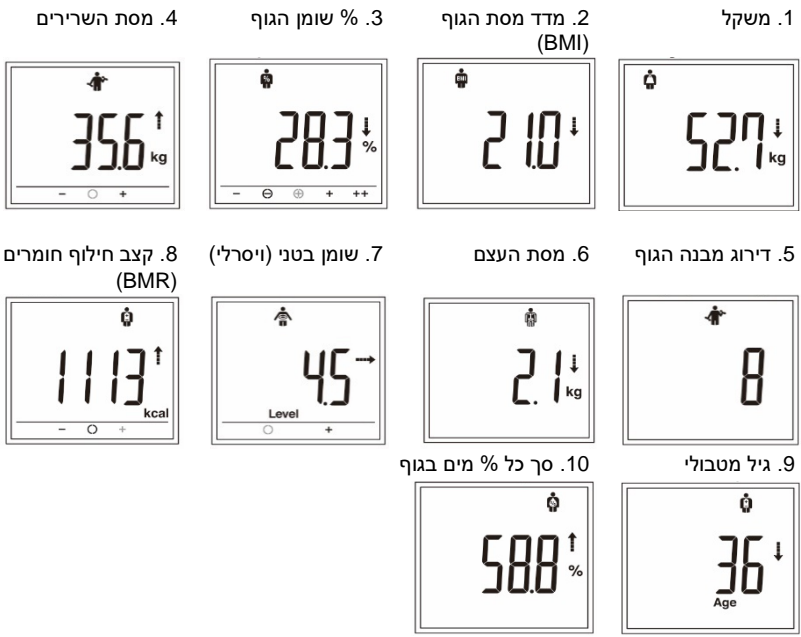 1. משקל
2. מדד מסת הגוף
(BMI)
3. % שומן הגוף
4. מסת השרירים
52.7 kg
BMI
21.0
%
28.3 %
− ⊖ ⊕ + ++
35.6 kg
− ○ +
5. דירוג מבנה הגוף
6. מסת העצם
7. שומן בטני (ויסרלי)
8. קצב חילוף חומרים
(BMR)
8
2.1 kg
4.5
Level
○ +
1113
kcal
− ○ +
9. גיל מטבולי
10. סך כל % מים בגוף
36
Age
58.8 %